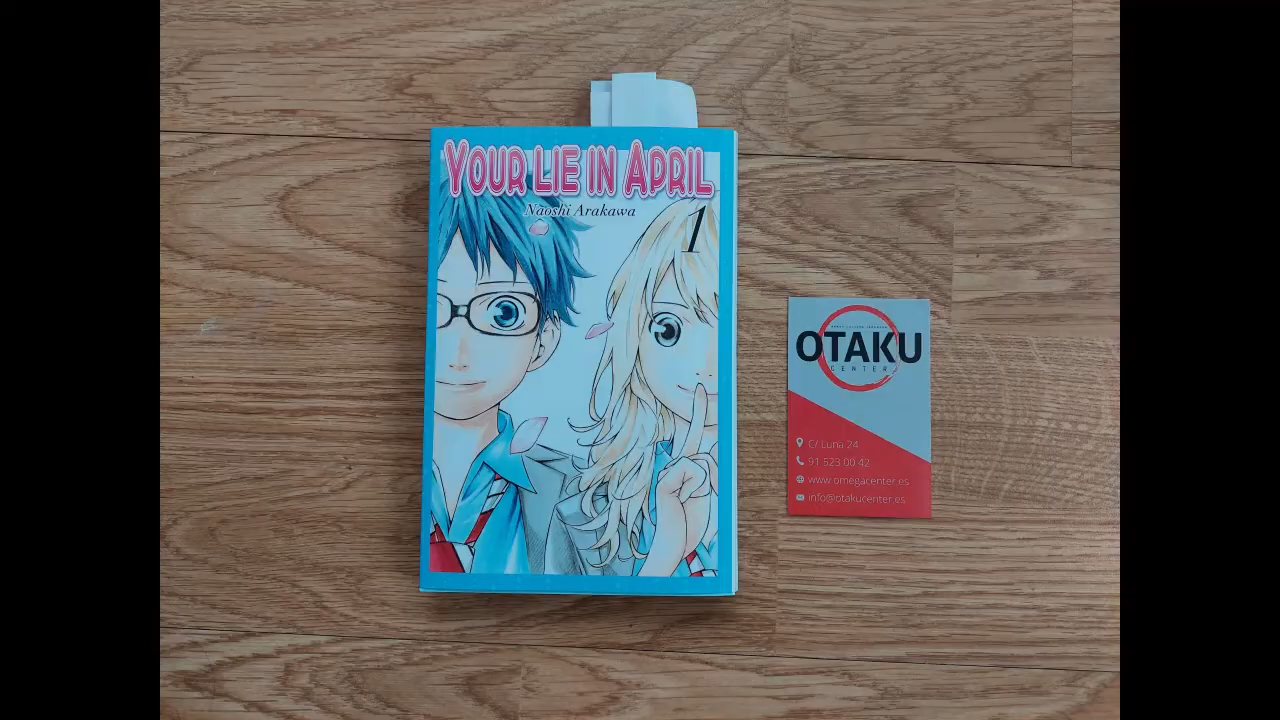 YOUR LIE IN APRIL
Naoshi Arakawa
1
OTAKU
CENTER
C/ Luna 24
91 523 00 42
www.omegacenter.es
info@otakucenter.es